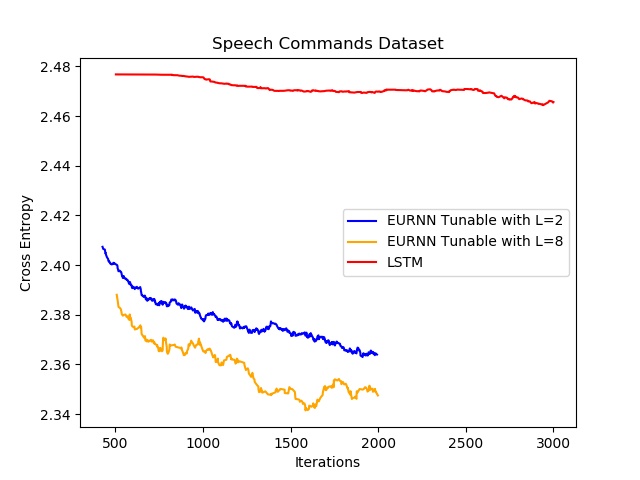 Speech Commands Dataset
2.48
2.46
2.44
2.42
2.40
2.38
2.36
2.34
Cross Entropy
EURNN Tunable with L=2
EURNN Tunable with L=8
LSTM
500
1000
1500
2000
2500
3000
Iterations